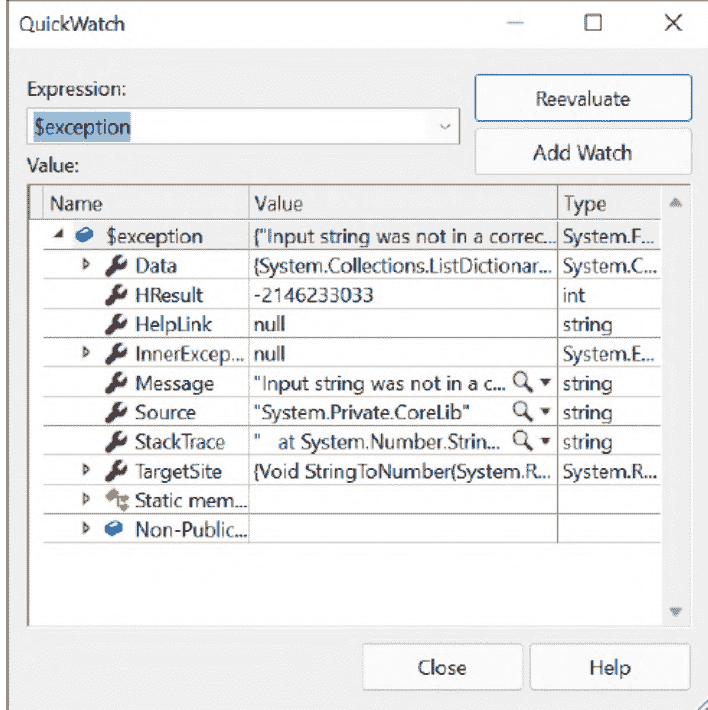 QuickWatch
Expression:
Reevaluate
$exception
Add Watch
Value:
Name Value Type
$exception {"Input string was not in a correc... System.F...
Data {System.Collections.ListDictionar... System.C...
HResult -2146233033 int
HelpLink null string
InnerExcep... null System.E...
Message "Input string was not in a c... string
Source "System.Private.CoreLib" string
StackTrace "   at System.Number.Strin... string
TargetSite {Void StringToNumber(System.R... System.R...
Static mem...
Non-Public...
Close Help